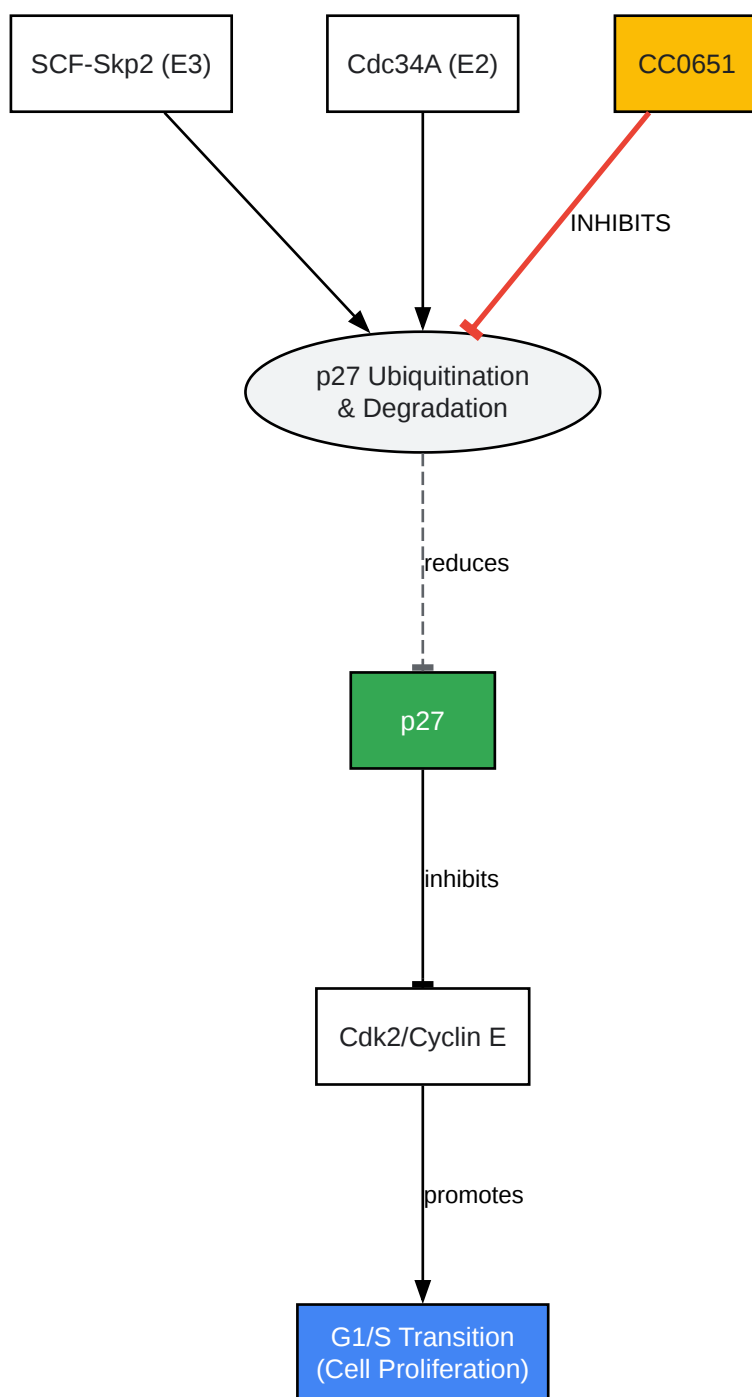 SCF-Skp2 (E3)
Cdc34A (E2)
CC0651
INHIBITS
p27 Ubiquitination
& Degradation
reduces
p27
inhibits
Cdk2/Cyclin E
promotes
G1/S Transition
(Cell Proliferation)